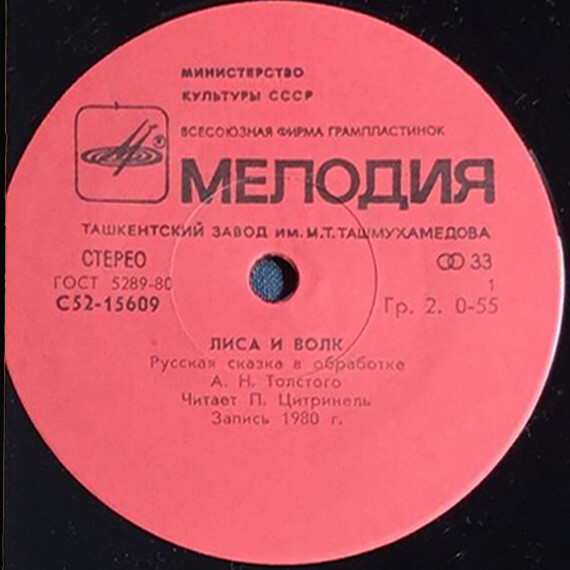 МИНИСТЕРСТВО
КУЛЬТУРЫ СССР
ВСЕСОЮЗНАЯ ФИРМА ГРАМПЛАСТИНОК
®
МЕЛОДИЯ
ТАШКЕНТСКИЙ ЗАВОД ИМ. М.Т. ТАШМУХАМЕДОВА
СТЕРЕО 33
ГОСТ 5289-80 1
С52-15609 Гр. 2. 0-55
ЛИСА И ВОЛК
Русская сказка в обработке
А. Н. Толстого
Читает П. Цитринель
Запись 1980 г.